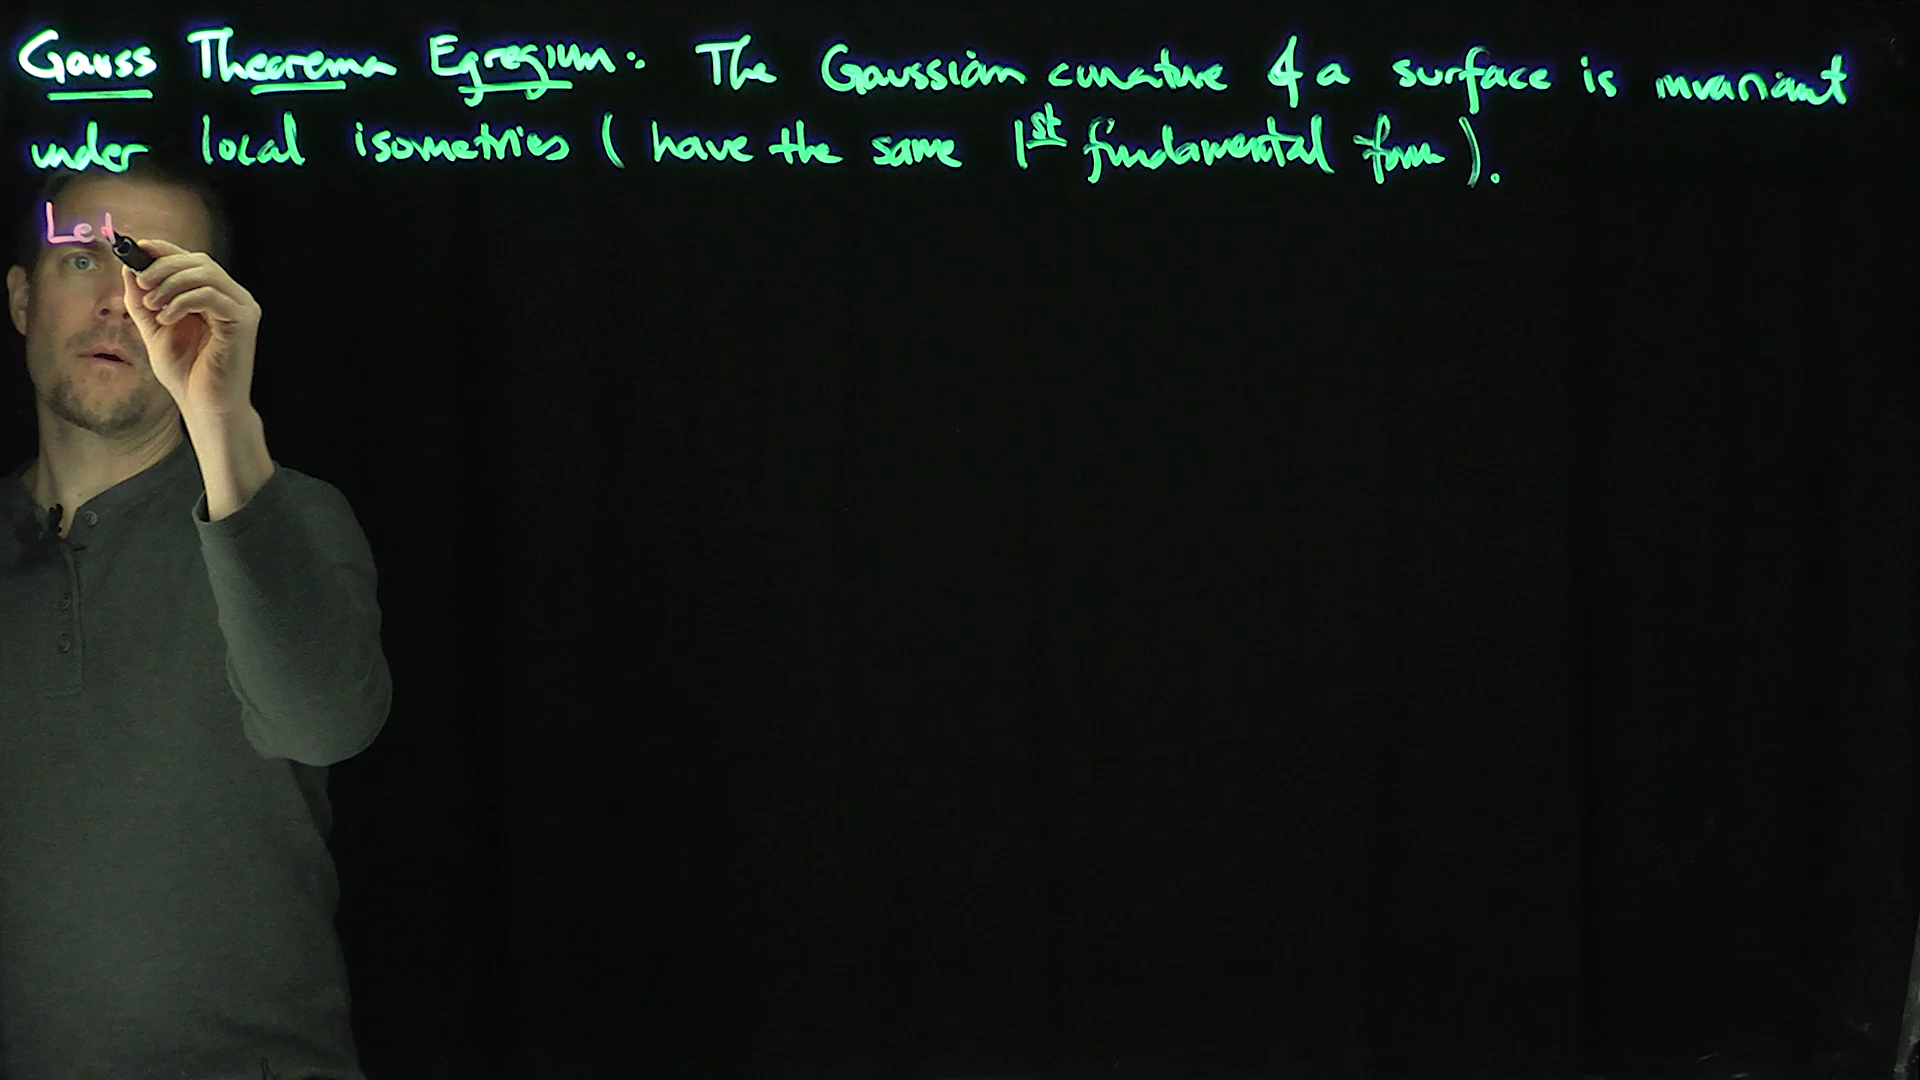 Gauss Theorema Egregium: The Gaussian curvature of a surface is invariant
under local isometries (have the same 1st fundamental form).
Let